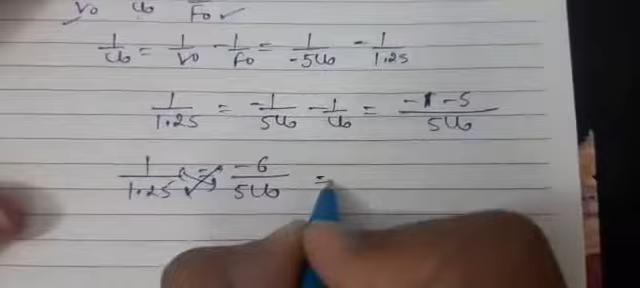 Vo u Fo ✓
1/Uo = 1/Vo - 1/Fo = 1/-5Uo - 1/1.25
1/1.25 = -1/5Uo - 1/Uo = -1-5/5Uo
1/1.25 = -6/5Uo =